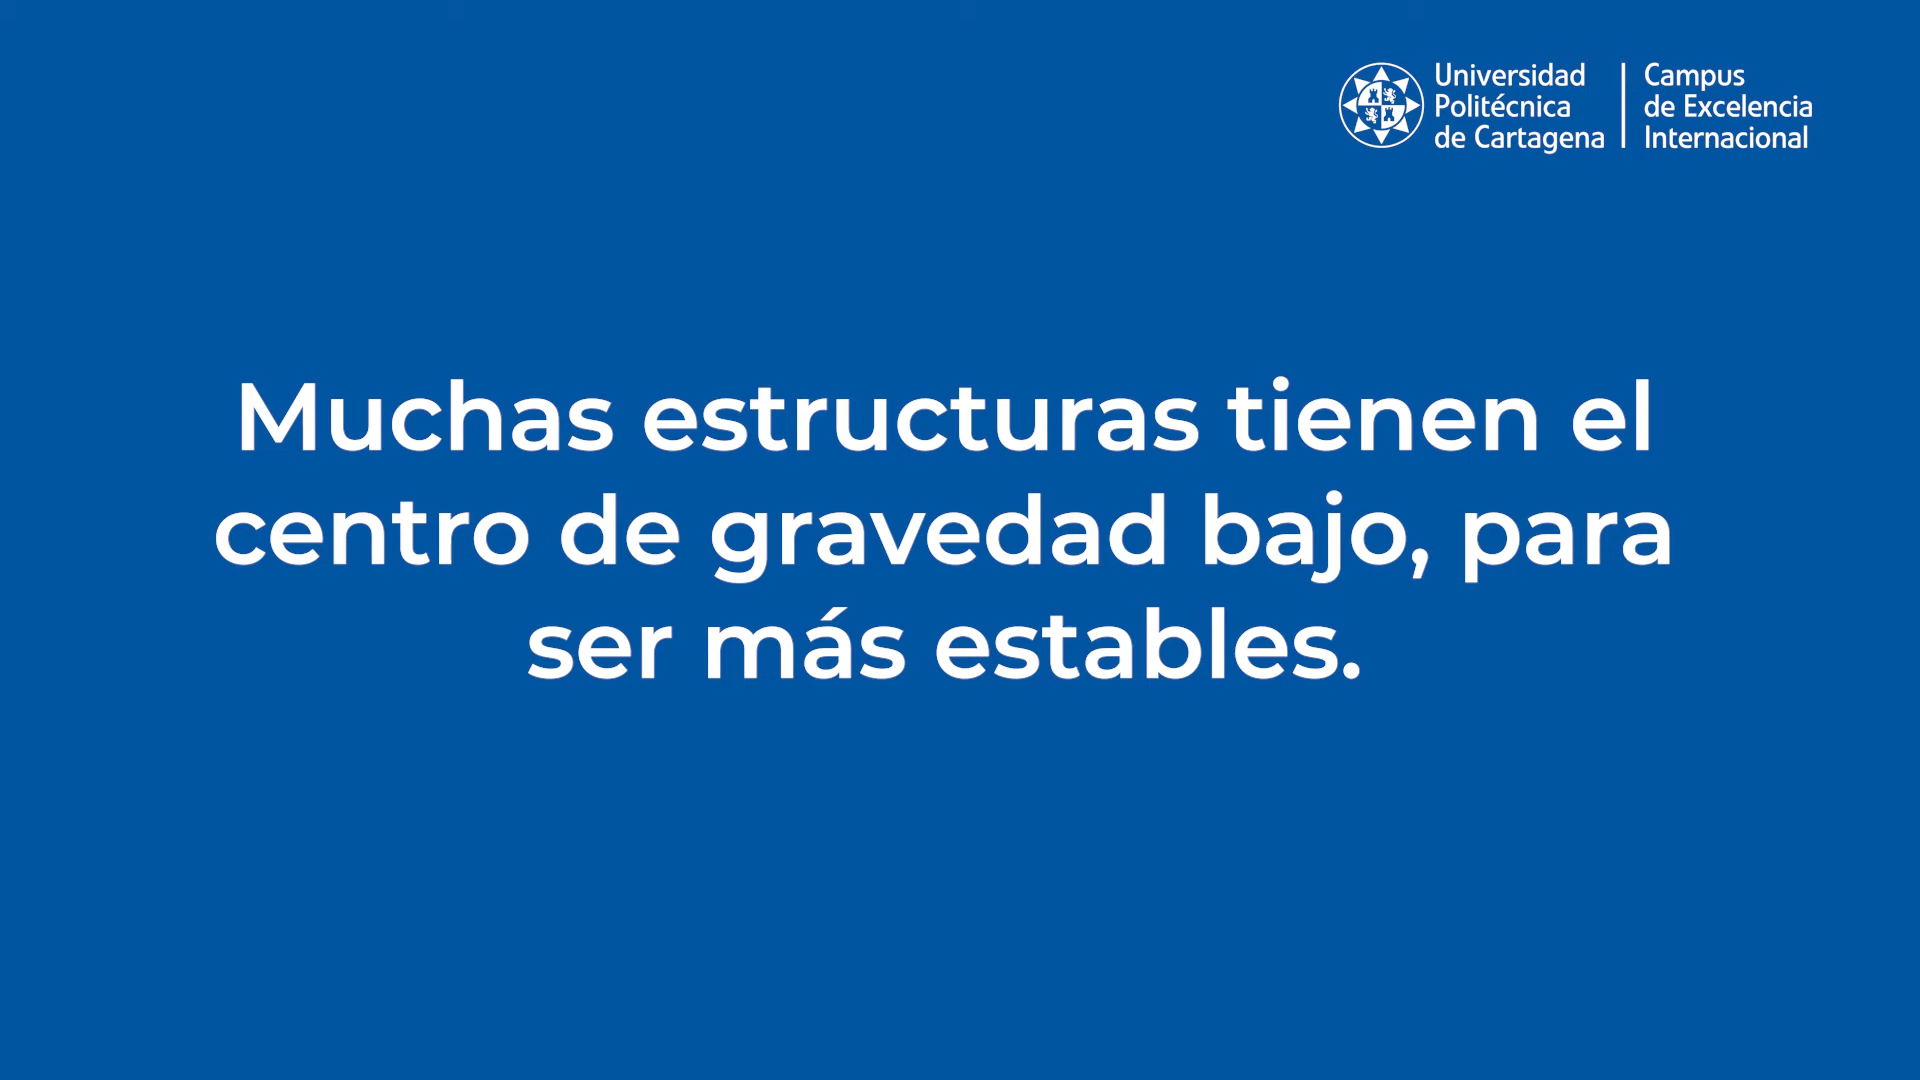 Universidad
Politécnica
de Cartagena
Campus
de Excelencia
Internacional
Muchas estructuras tienen el
centro de gravedad bajo, para
ser más estables.